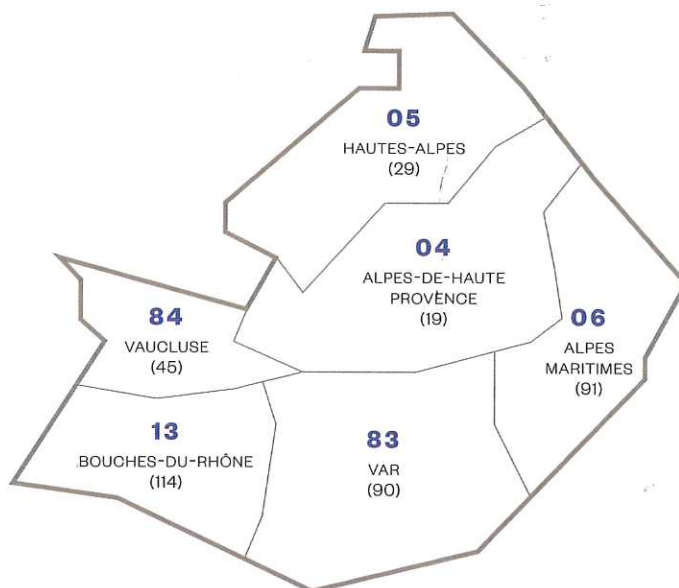 05
HAUTES-ALPES
(29)
04
ALPES-DE-HAUTE
PROVENCE
(19)
06
ALPES
MARITIMES
(91)
84
VAUCLUSE
(45)
13
BOUCHES-DU-RHÔNE
(114)
83
VAR
(90)